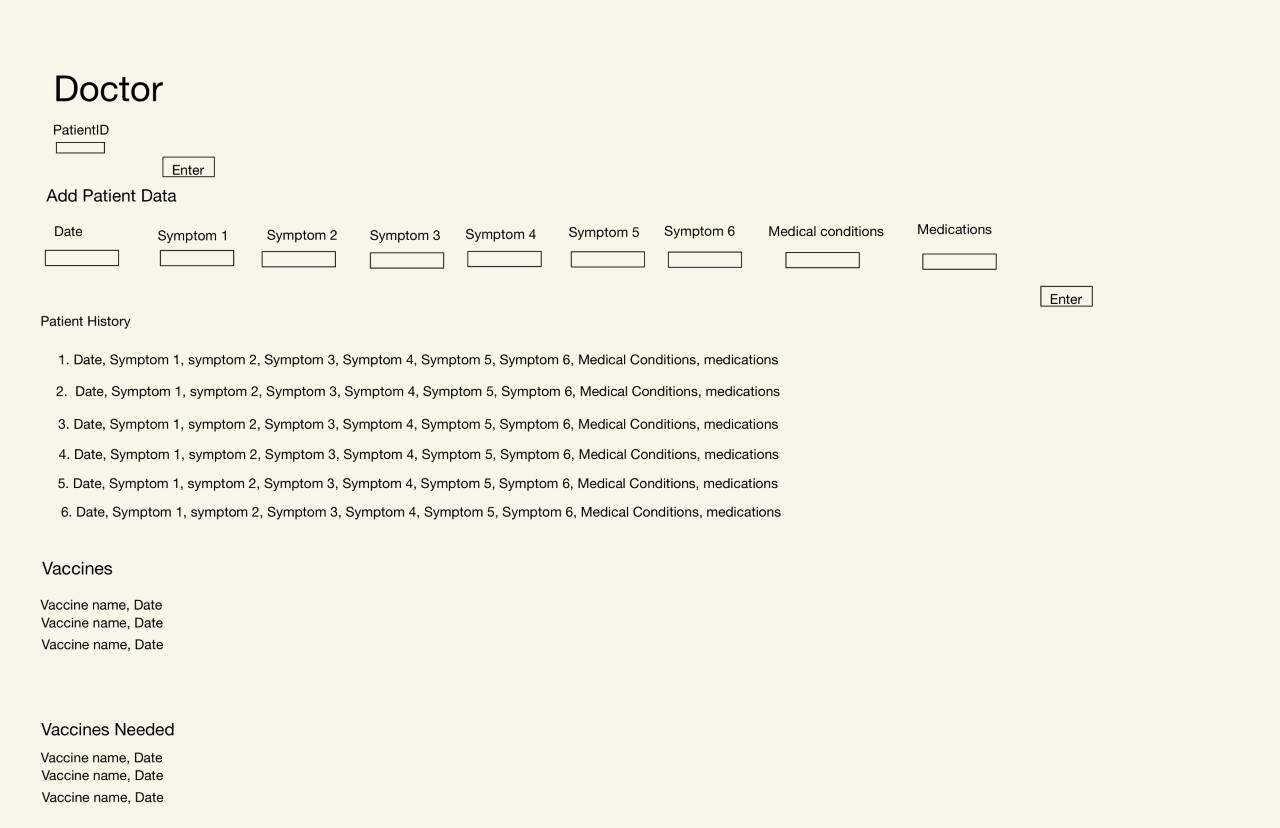 Doctor
PatientID
Enter
Add Patient Data
Date Symptom 1 Symptom 2 Symptom 3 Symptom 4 Symptom 5 Symptom 6 Medical conditions Medications
Enter
Patient History
1. Date, Symptom 1, symptom 2, Symptom 3, Symptom 4, Symptom 5, Symptom 6, Medical Conditions, medications
2. Date, Symptom 1, symptom 2, Symptom 3, Symptom 4, Symptom 5, Symptom 6, Medical Conditions, medications
3. Date, Symptom 1, symptom 2, Symptom 3, Symptom 4, Symptom 5, Symptom 6, Medical Conditions, medications
4. Date, Symptom 1, symptom 2, Symptom 3, Symptom 4, Symptom 5, Symptom 6, Medical Conditions, medications
5. Date, Symptom 1, symptom 2, Symptom 3, Symptom 4, Symptom 5, Symptom 6, Medical Conditions, medications
6. Date, Symptom 1, symptom 2, Symptom 3, Symptom 4, Symptom 5, Symptom 6, Medical Conditions, medications
Vaccines
Vaccine name, Date
Vaccine name, Date
Vaccine name, Date
Vaccines Needed
Vaccine name, Date
Vaccine name, Date
Vaccine name, Date